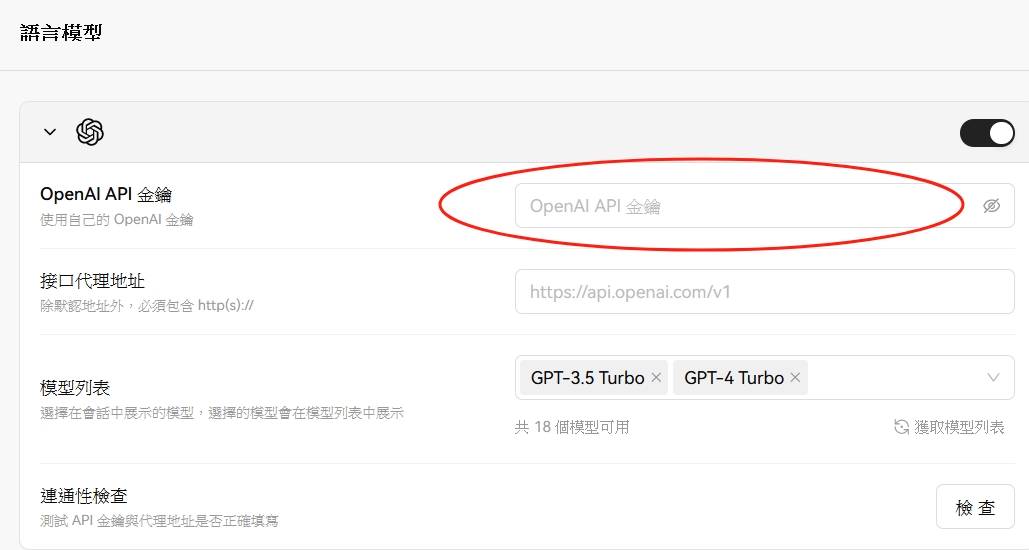 語言模型
OpenAI API 金鑰
使用自己的 OpenAI 金鑰
OpenAI API 金鑰
接口代理地址
除默認地址外，必須包含 http(s)://
https://api.openai.com/v1
模型列表
選擇在會話中展示的模型，選擇的模型會在模型列表中展示
GPT-3.5 Turbo × GPT-4 Turbo ×
共 18 個模型可用
獲取模型列表
連通性檢查
測試 API 金鑰與代理地址是否正確填寫
檢 查